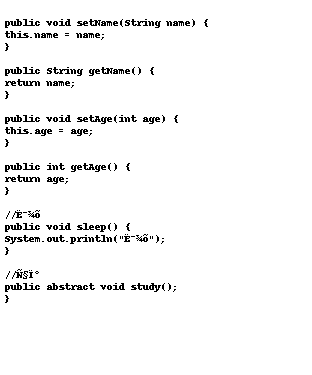 public void setName(String name) {
this.name = name;
}
public String getName() {
return name;
}
public void setAge(int age) {
this.age = age;
}
public int getAge() {
return age;
}
//Ë¯¾õ
public void sleep() {
System.out.println("Ë¯¾õ");
}
//Ñ§Ï°
public abstract void study();
}